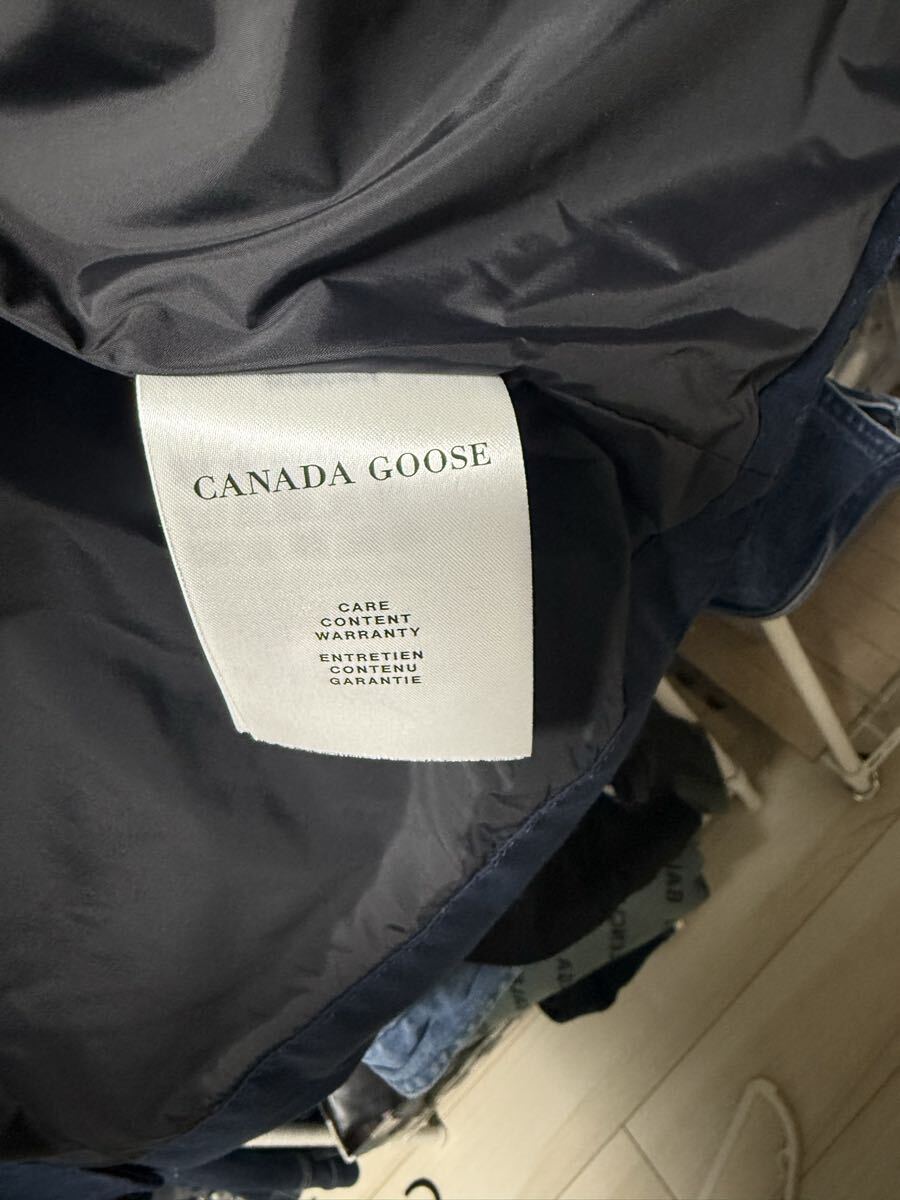 CANADA GOOSE
CARE
CONTENT
WARRANTY
ENTRETIEN
CONTENU
GARANTIE